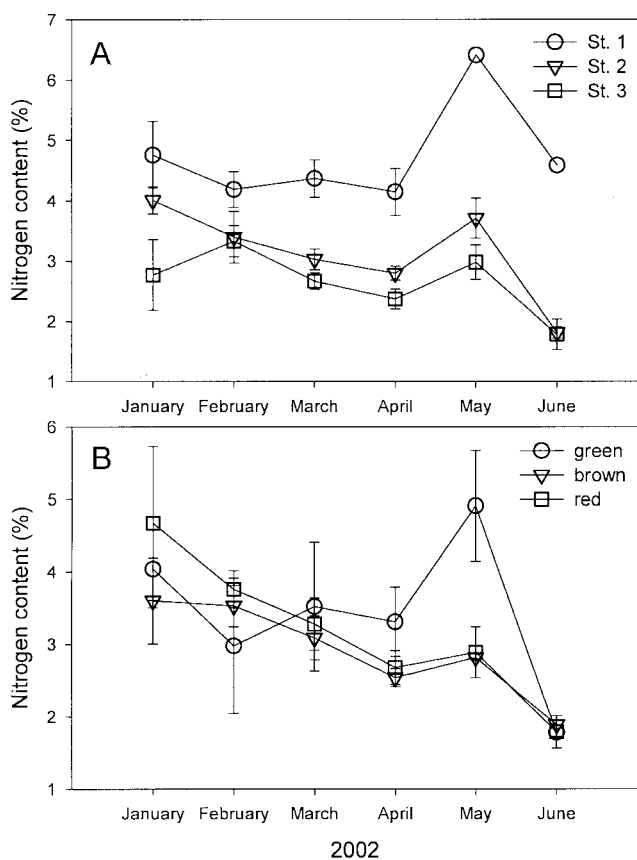 7
A
St. 1
St. 2
St. 3
6
5
4
3
2
1
Nitrogen content (%)
January February March April May June
6
B
green
brown
red
5
4
3
2
1
Nitrogen content (%)
January February March April May June
2002